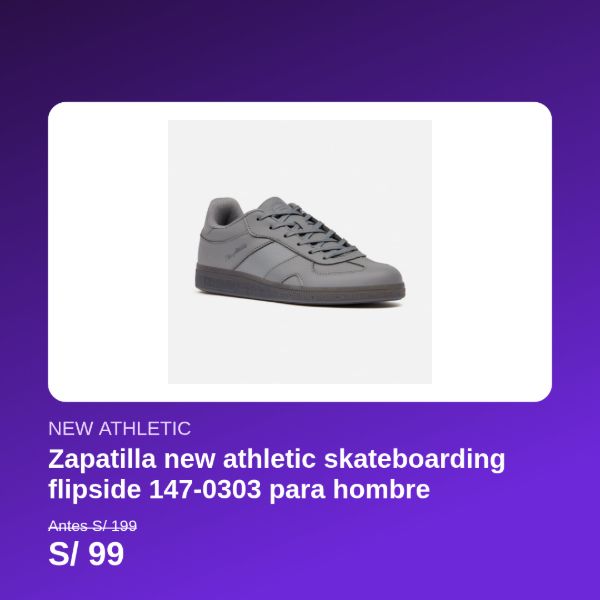 NEW ATHLETIC
Zapatilla new athletic skateboarding
flipside 147-0303 para hombre
Antes S/ 199
S/ 99